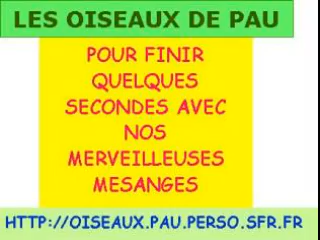 LES OISEAUX DE PAU
POUR FINIR
QUELQUES
SECONDES AVEC
NOS
MERVEILLEUSES
MESANGES
HTTP://OISEAUX.PAU.PERSO.SFR.FR